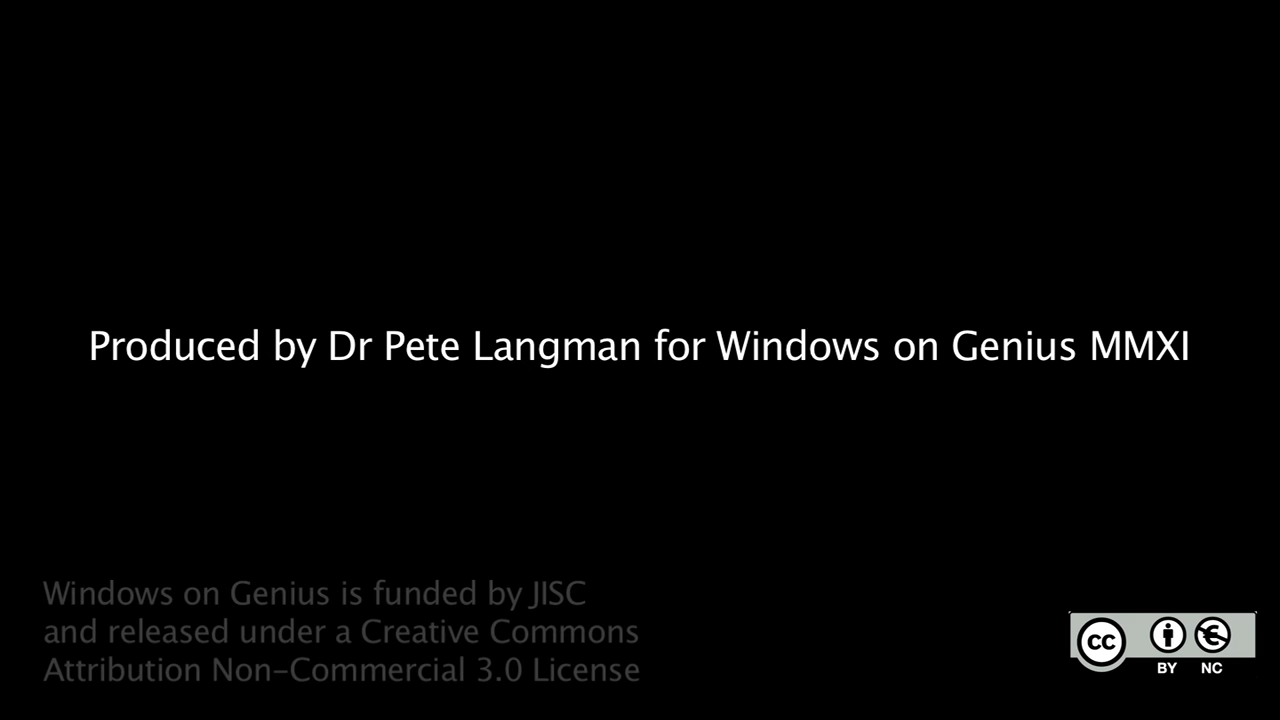 Produced by Dr Pete Langman for Windows on Genius MMXI
Windows on Genius is funded by JISC
and released under a Creative Commons
Attribution Non-Commercial 3.0 License
cc
BY NC